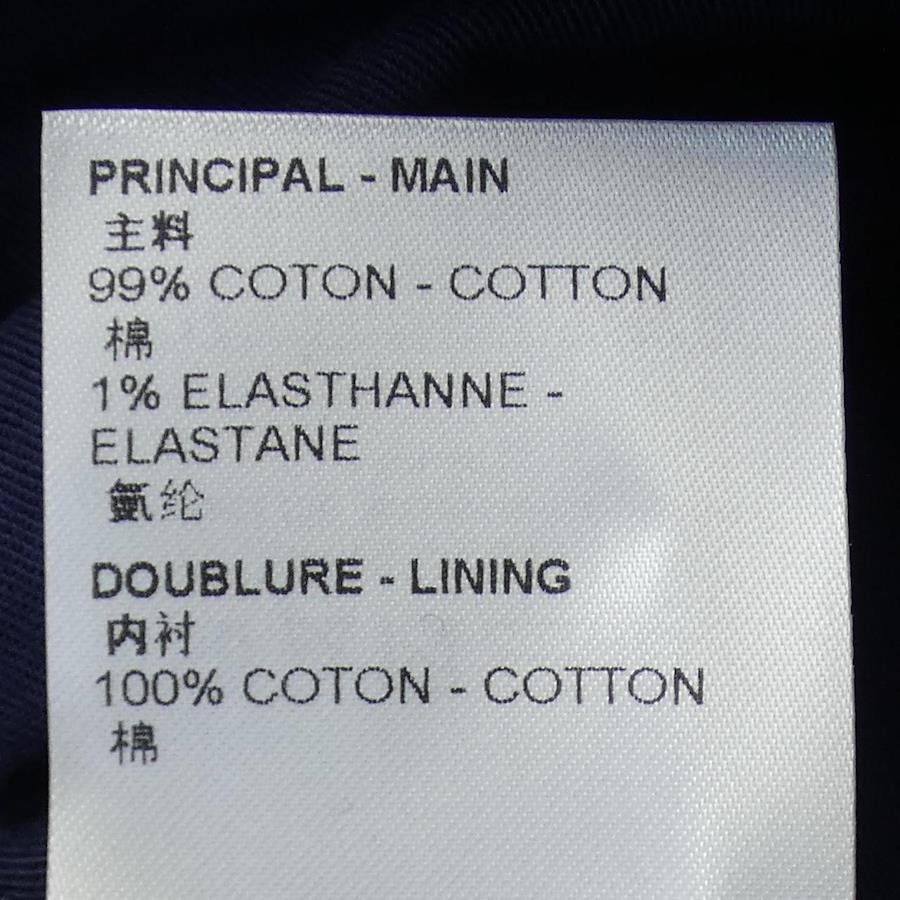 PRINCIPAL - MAIN
主料
99% COTON - COTTON
棉
1% ELASTHANNE -
ELASTANE
氨纶
DOUBLURE - LINING
内衬
100% COTON - COTTON
棉